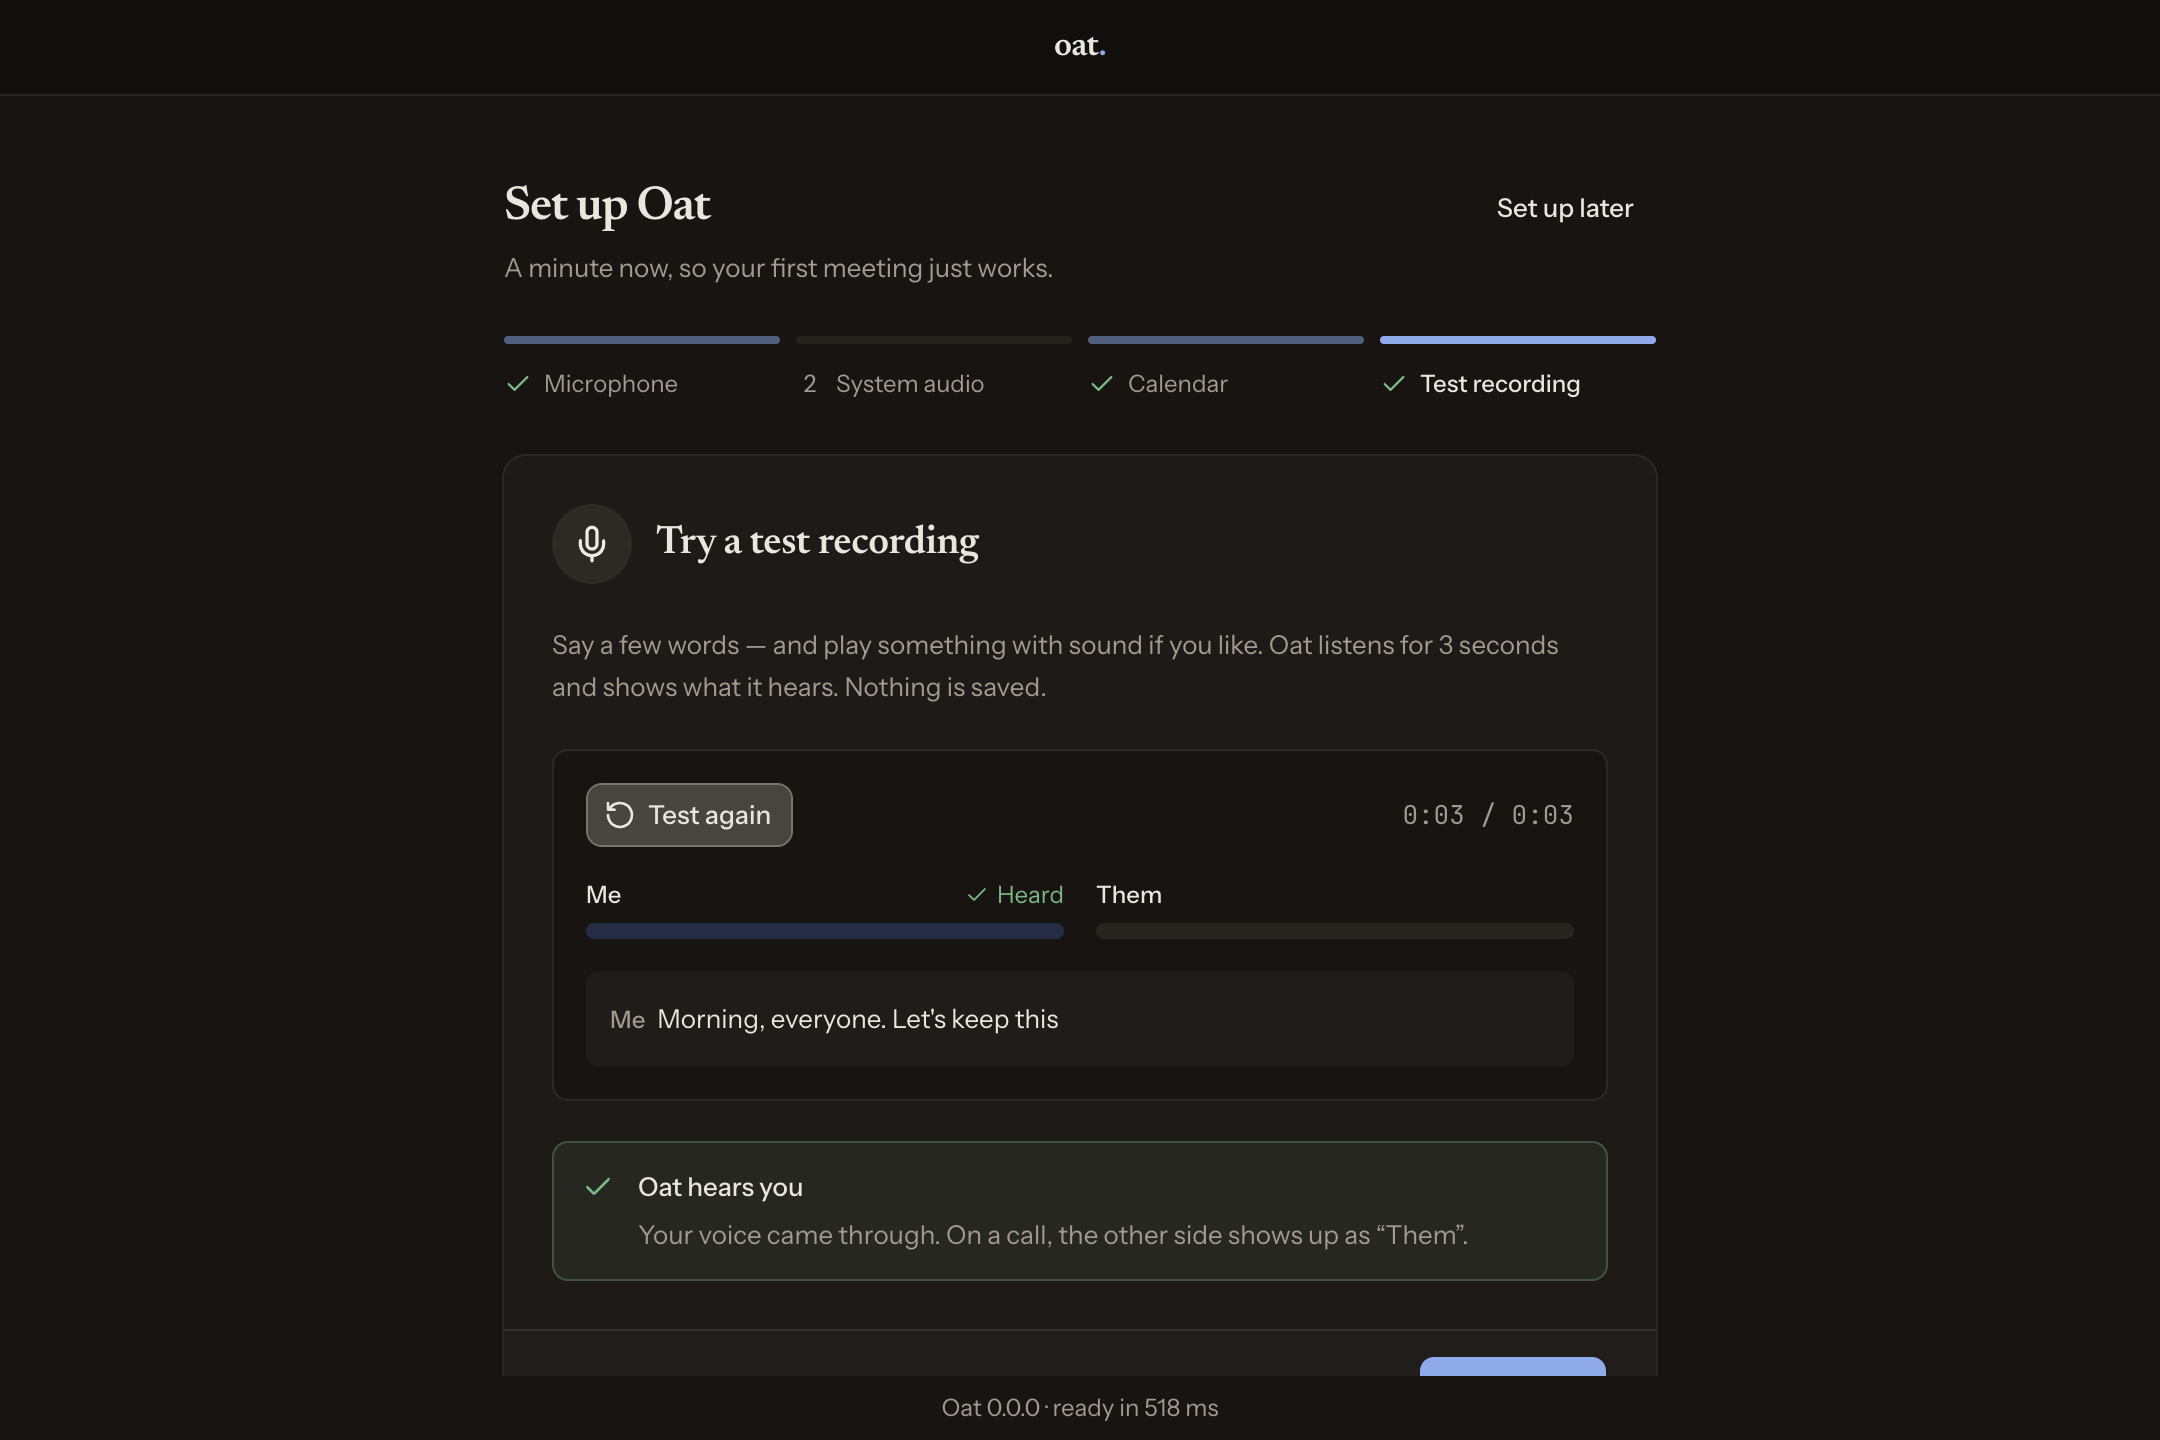 oat.
Set up Oat
Set up later
A minute now, so your first meeting just works.
Microphone
2 System audio
Calendar
Test recording
Try a test recording
Say a few words — and play something with sound if you like. Oat listens for 3 seconds
and shows what it hears. Nothing is saved.
Test again
0:03 / 0:03
Me
Heard
Them
Me Morning, everyone. Let's keep this
Oat hears you
Your voice came through. On a call, the other side shows up as “Them”.
Oat 0.0.0 · ready in 518 ms